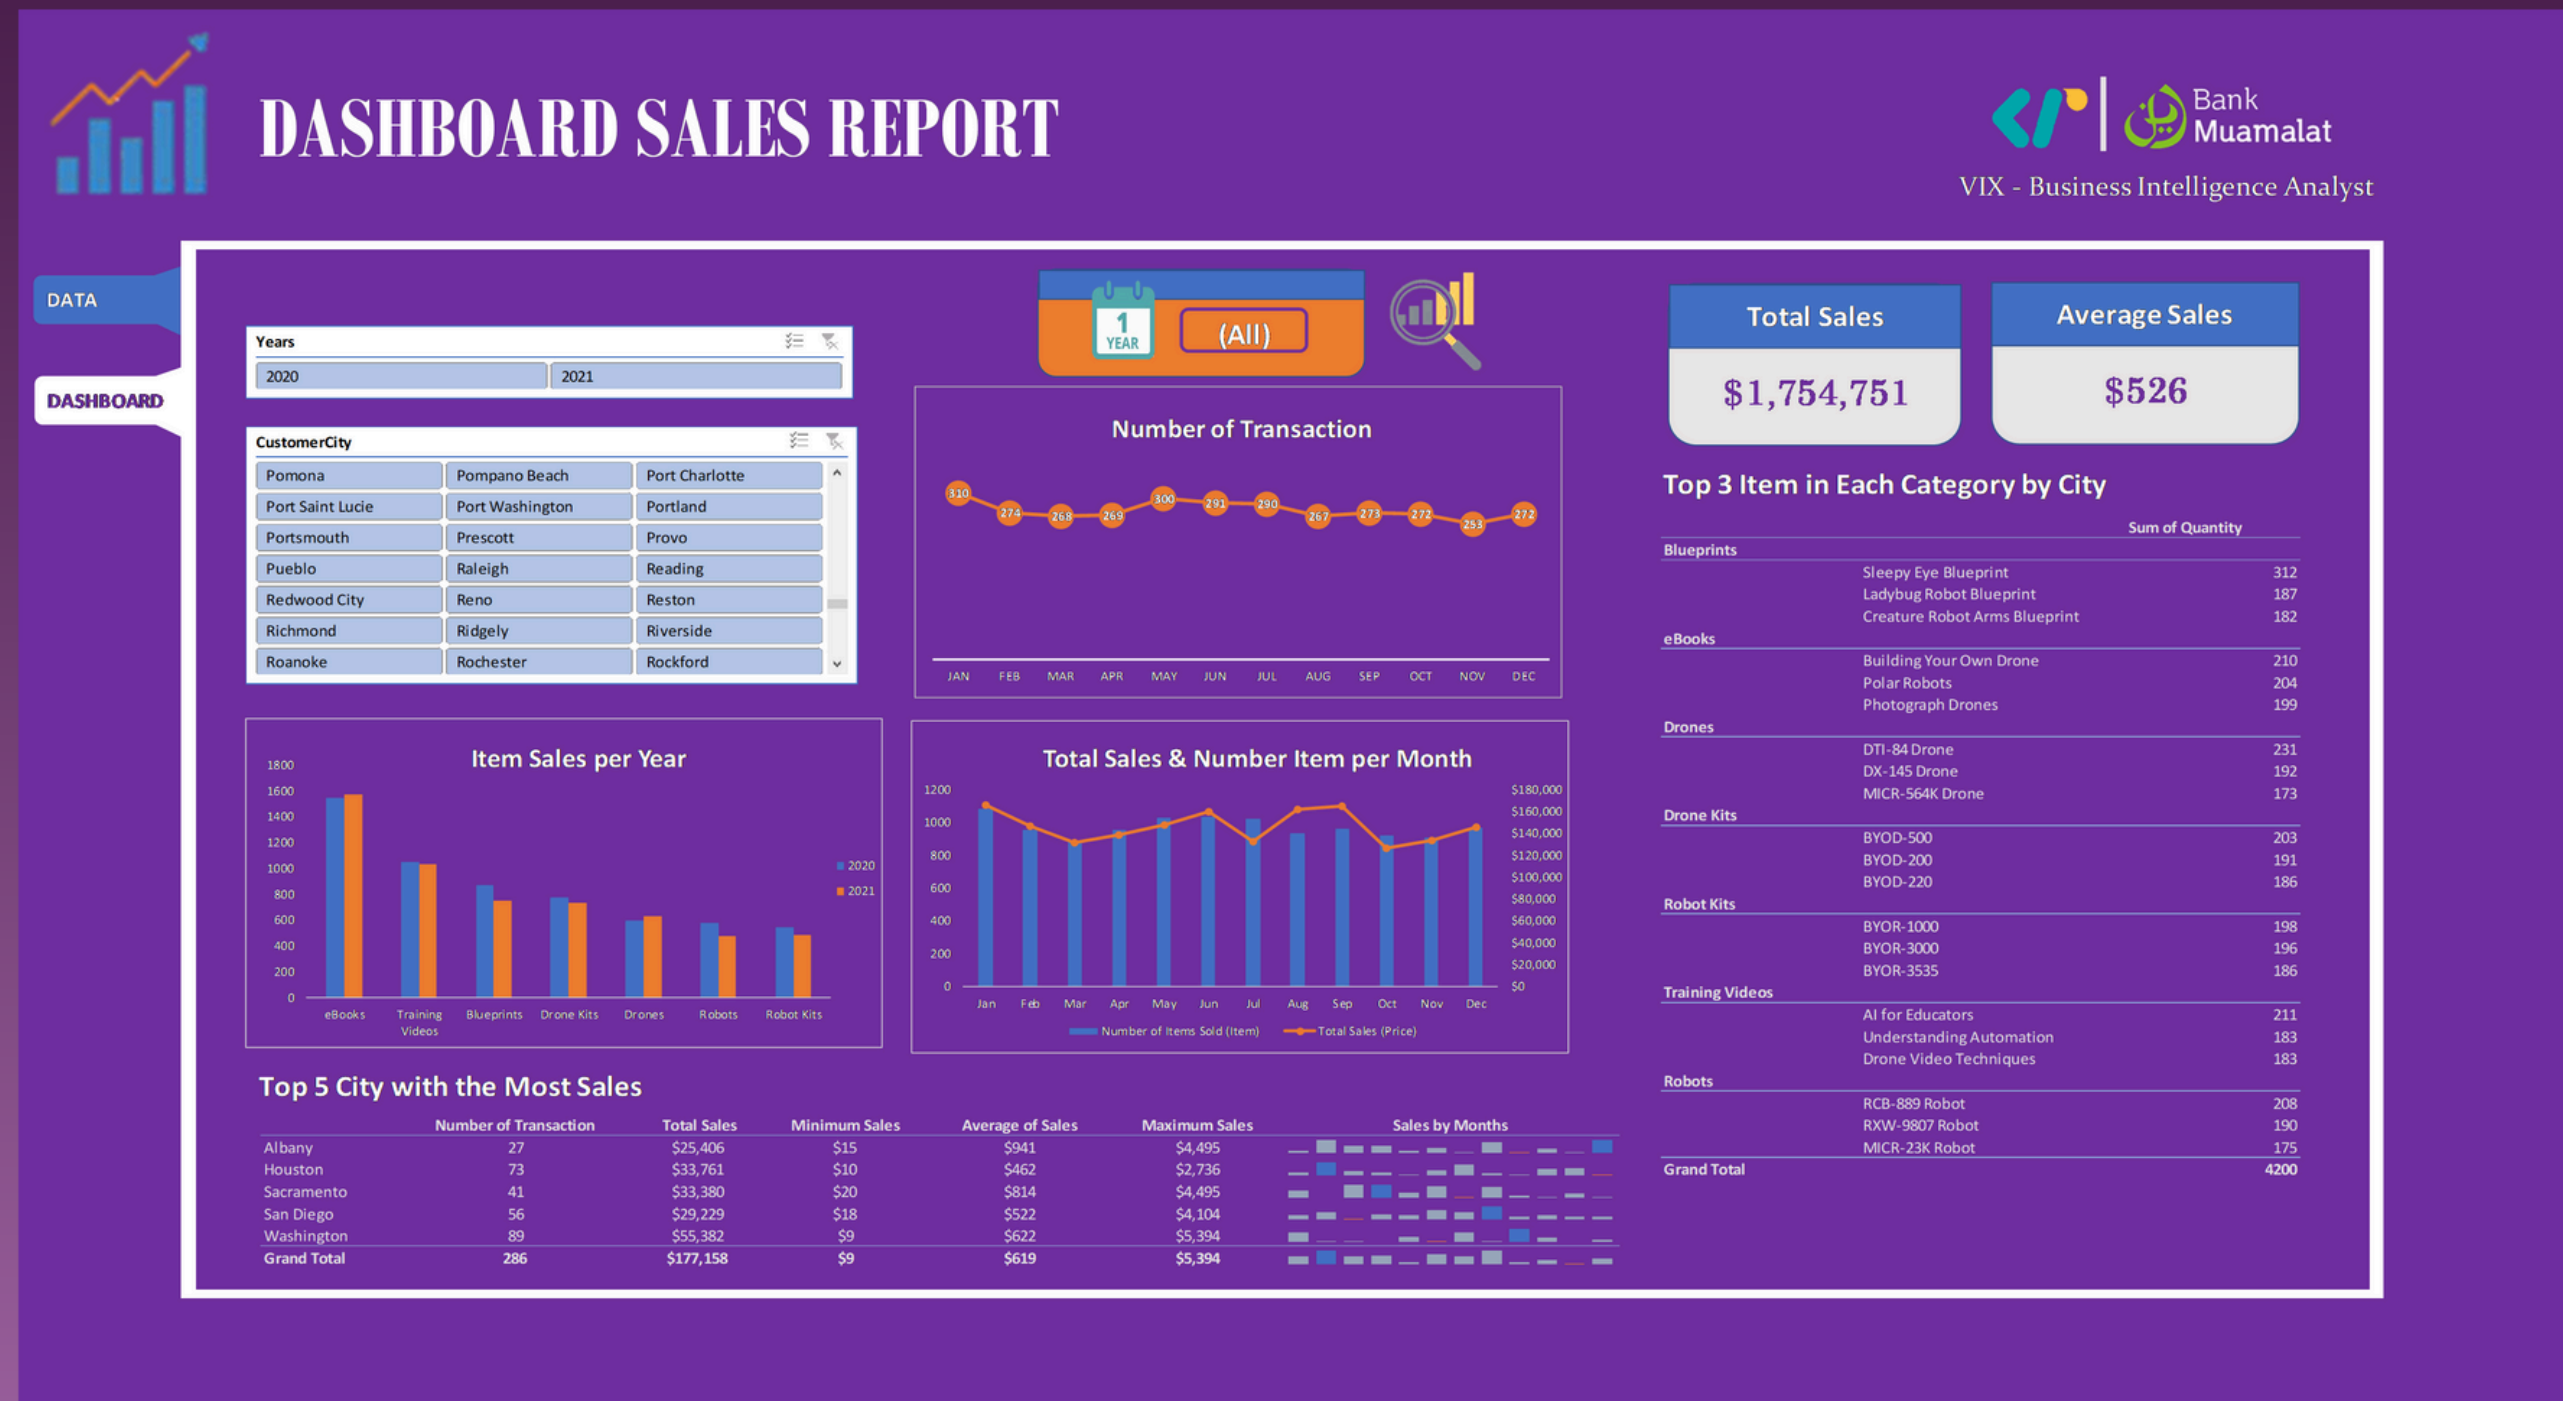 DASHBOARD SALES REPORT
Bank
Muamalat
VIX - Business Intelligence Analyst
DATA
DASHBOARD
Years
2020 2021
CustomerCity
Pomona Pompano Beach Port Charlotte
Port Saint Lucie Port Washington Portland
Portsmouth Prescott Provo
Pueblo Raleigh Reading
Redwood City Reno Reston
Richmond Ridgely Riverside
Roanoke Rochester Rockford
1
YEAR
(All)
Number of Transaction
310 274 268 269 300 291 290 267 273 272 253 272
JAN FEB MAR APR MAY JUN JUL AUG SEP OCT NOV DEC
Total Sales
$1,754,751
Average Sales
$526
Item Sales per Year
1800
1600
1400
1200
1000
800
600
400
200
0
eBooks Training Videos Blueprints Drone Kits Drones Robots Robot Kits
2020
2021
Total Sales & Number Item per Month
1200
1000
800
600
400
200
0
$180,000
$160,000
$140,000
$120,000
$100,000
$80,000
$60,000
$40,000
$20,000
$0
Jan Feb Mar Apr May Jun Jul Aug Sep Oct Nov Dec
Number of Items Sold (Item) Total Sales (Price)
Top 5 City with the Most Sales
Number of Transaction Total Sales Minimum Sales Average of Sales Maximum Sales Sales by Months
Albany 27 $25,406 $15 $941 $4,495
Houston 73 $33,761 $10 $462 $2,736
Sacramento 41 $33,380 $20 $814 $4,495
San Diego 56 $29,229 $18 $522 $4,104
Washington 89 $55,382 $9 $622 $5,394
Grand Total 286 $177,158 $9 $619 $5,394
Top 3 Item in Each Category by City
Sum of Quantity
Blueprints
Sleepy Eye Blueprint 312
Ladybug Robot Blueprint 187
Creature Robot Arms Blueprint 182
eBooks
Building Your Own Drone 210
Polar Robots 204
Photograph Drones 199
Drones
DTI-84 Drone 231
DX-145 Drone 192
MICR-564K Drone 173
Drone Kits
BYOD-500 203
BYOD-200 191
BYOD-220 186
Robot Kits
BYOR-1000 198
BYOR-3000 196
BYOR-3535 186
Training Videos
AI for Educators 211
Understanding Automation 183
Drone Video Techniques 183
Robots
RCB-889 Robot 208
RXW-9807 Robot 190
MICR-23K Robot 175
Grand Total 4200